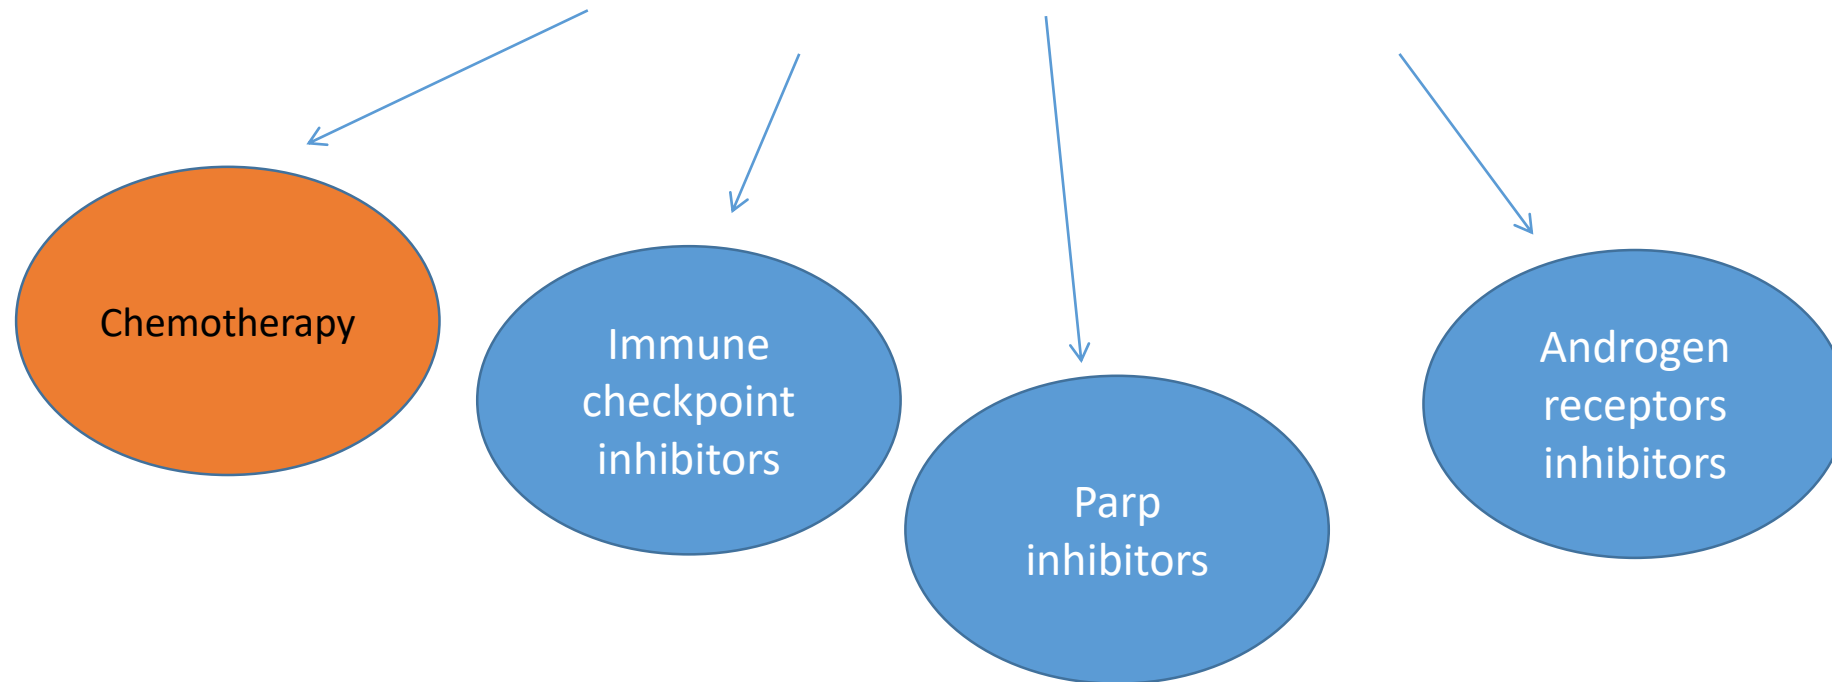 Chemotherapy
Immune
checkpoint
inhibitors
Parp
inhibitors
Androgen
receptors
inhibitors